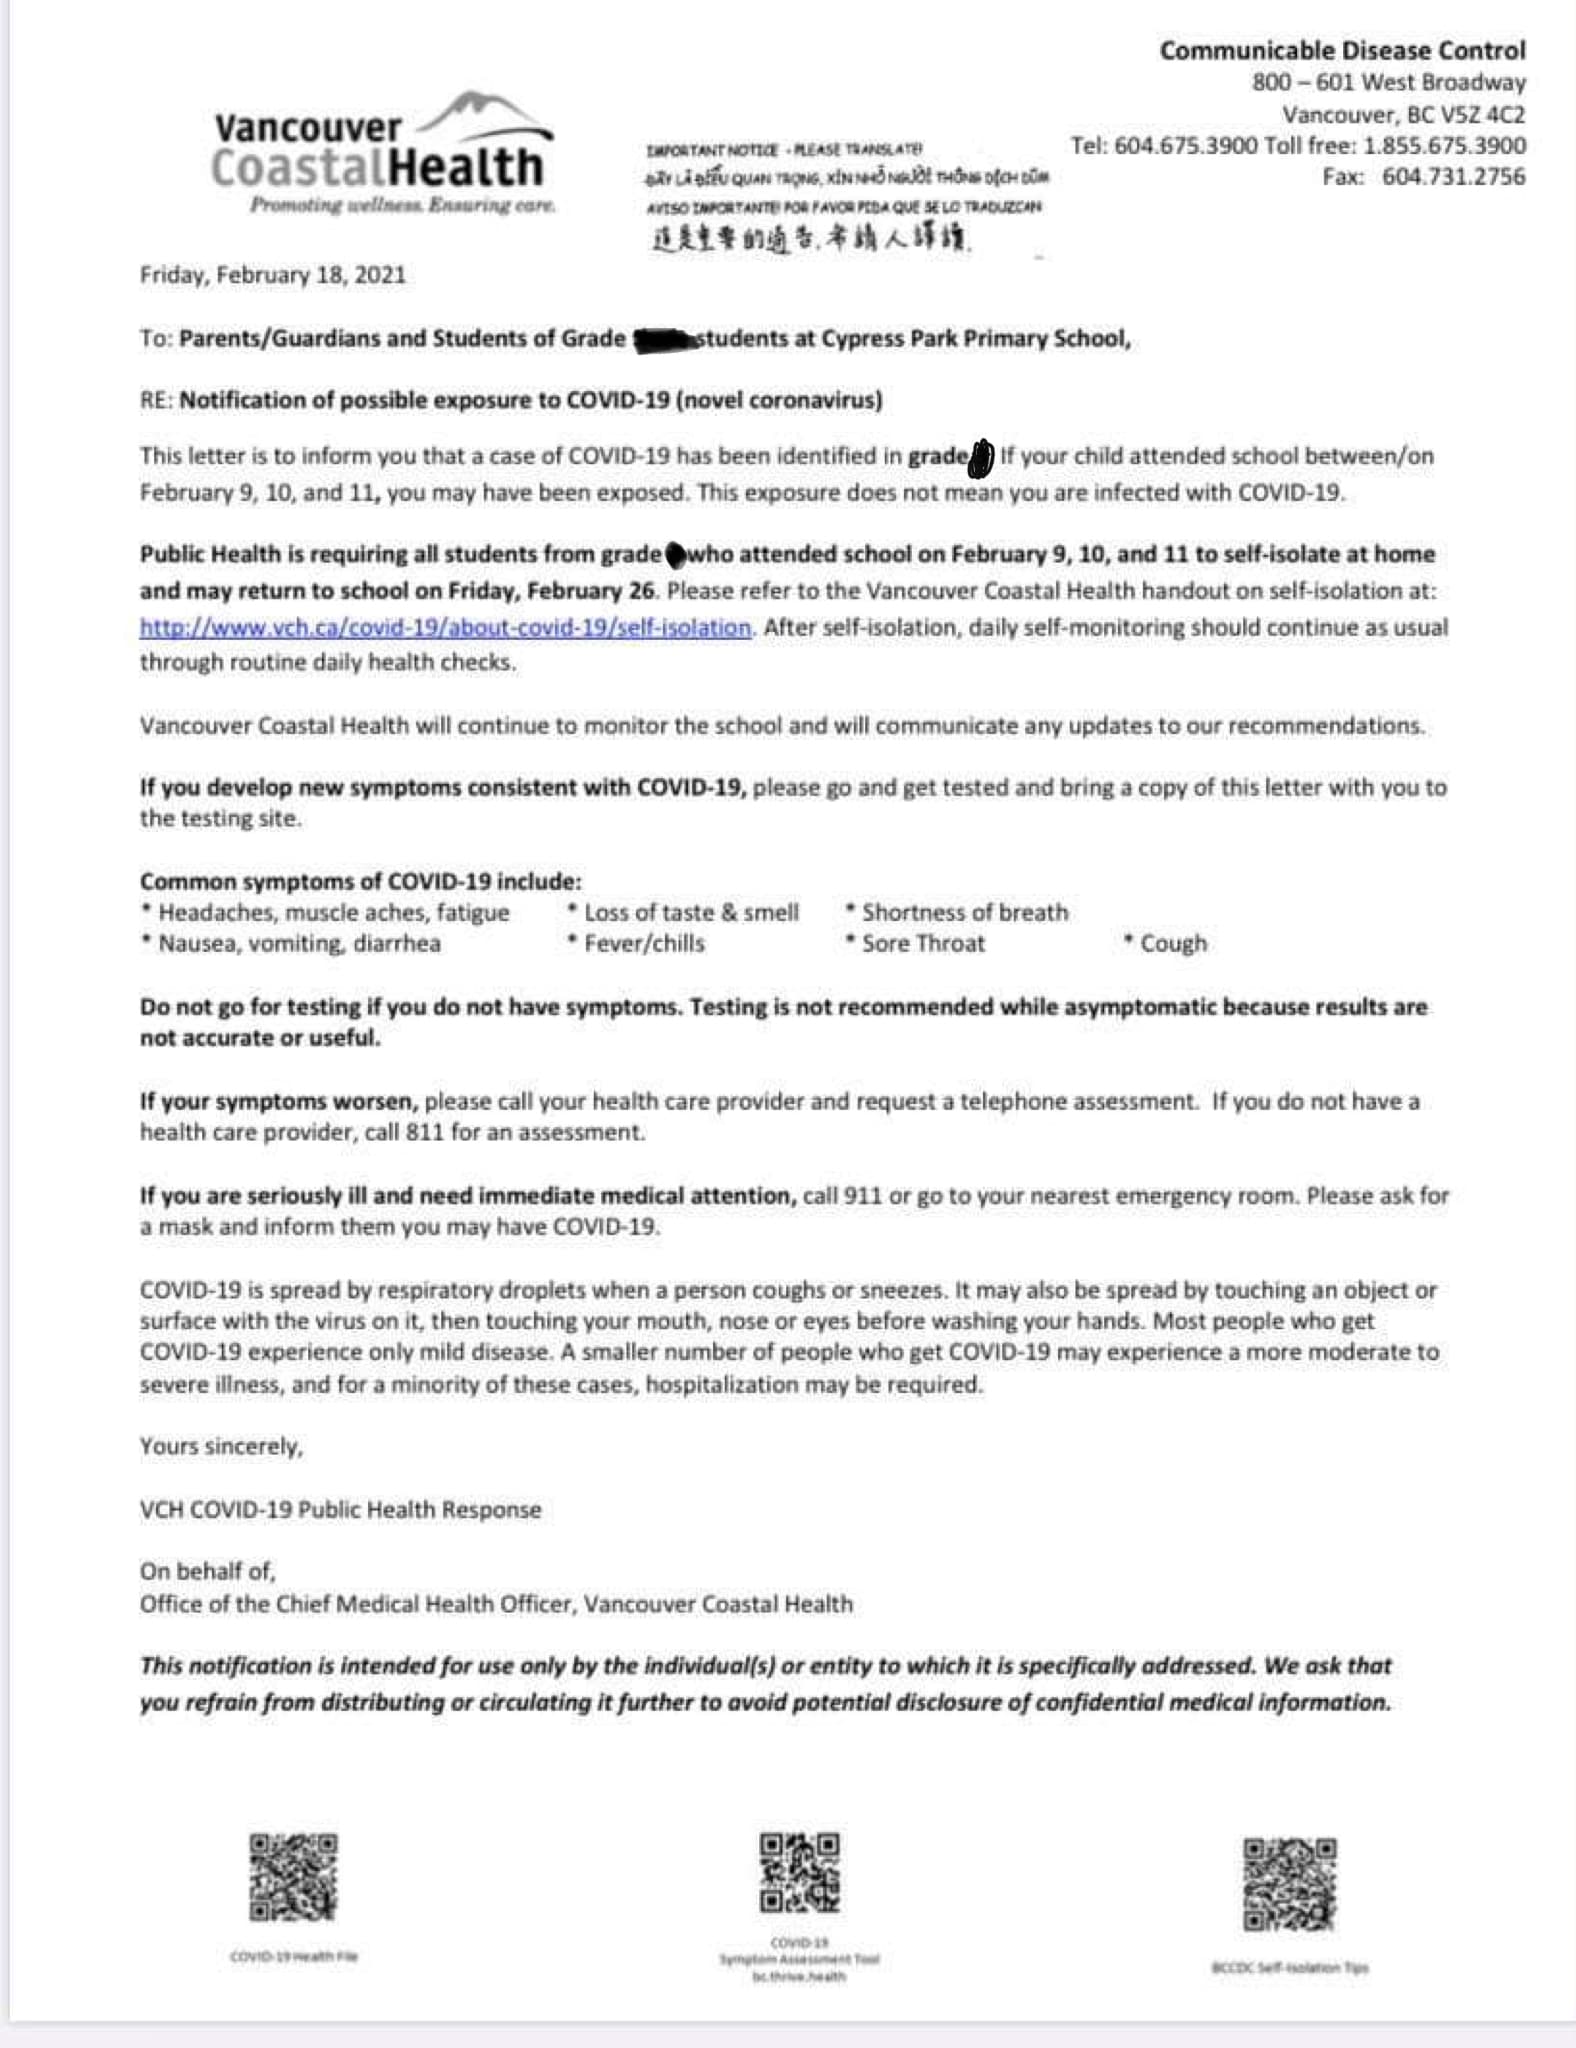 Communicable Disease Control
800 – 601 West Broadway
Vancouver, BC V5Z 4C2
Tel: 604.675.3900 Toll free: 1.855.675.3900
Fax: 604.731.2756
Vancouver
CoastalHealth
Promoting wellness. Ensuring care.
IMPORTANT NOTICE - PLEASE TRANSLATE!
ĐÂY LÀ ĐIỀU QUAN TRỌNG, XIN NHỜ NGƯỜI THÔNG DỊCH DÙM
AVISO IMPORTANTE! POR FAVOR PIDA QUE SE LO TRADUZCAN
這是重要的通告,希請人譯讀.
Friday, February 18, 2021
To: Parents/Guardians and Students of Grade students at Cypress Park Primary School,
RE: Notification of possible exposure to COVID-19 (novel coronavirus)
This letter is to inform you that a case of COVID-19 has been identified in grade If your child attended school between/on
February 9, 10, and 11, you may have been exposed. This exposure does not mean you are infected with COVID-19.
Public Health is requiring all students from grade who attended school on February 9, 10, and 11 to self-isolate at home
and may return to school on Friday, February 26. Please refer to the Vancouver Coastal Health handout on self-isolation at:
http://www.vch.ca/covid-19/about-covid-19/self-isolation. After self-isolation, daily self-monitoring should continue as usual
through routine daily health checks.
Vancouver Coastal Health will continue to monitor the school and will communicate any updates to our recommendations.
If you develop new symptoms consistent with COVID-19, please go and get tested and bring a copy of this letter with you to
the testing site.
Common symptoms of COVID-19 include:
* Headaches, muscle aches, fatigue * Loss of taste & smell * Shortness of breath
* Nausea, vomiting, diarrhea * Fever/chills * Sore Throat * Cough
Do not go for testing if you do not have symptoms. Testing is not recommended while asymptomatic because results are
not accurate or useful.
If your symptoms worsen, please call your health care provider and request a telephone assessment. If you do not have a
health care provider, call 811 for an assessment.
If you are seriously ill and need immediate medical attention, call 911 or go to your nearest emergency room. Please ask for
a mask and inform them you may have COVID-19.
COVID-19 is spread by respiratory droplets when a person coughs or sneezes. It may also be spread by touching an object or
surface with the virus on it, then touching your mouth, nose or eyes before washing your hands. Most people who get
COVID-19 experience only mild disease. A smaller number of people who get COVID-19 may experience a more moderate to
severe illness, and for a minority of these cases, hospitalization may be required.
Yours sincerely,
VCH COVID-19 Public Health Response
On behalf of,
Office of the Chief Medical Health Officer, Vancouver Coastal Health
This notification is intended for use only by the individual(s) or entity to which it is specifically addressed. We ask that
you refrain from distributing or circulating it further to avoid potential disclosure of confidential medical information.
COVID-19 Health File
COVID-19
Symptom Assessment Tool
bc.thrive.health
BCCDC Self-Isolation Tips